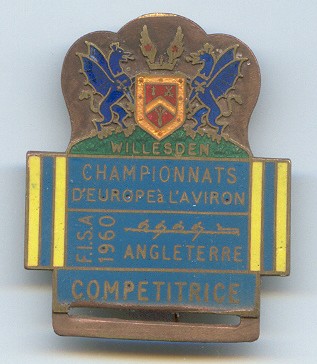 WILLESDEN
CHAMPIONNATS
D'EUROPE à L'AVIRON
F.I.S.A
1960
ANGLETERRE
COMPETITRICE